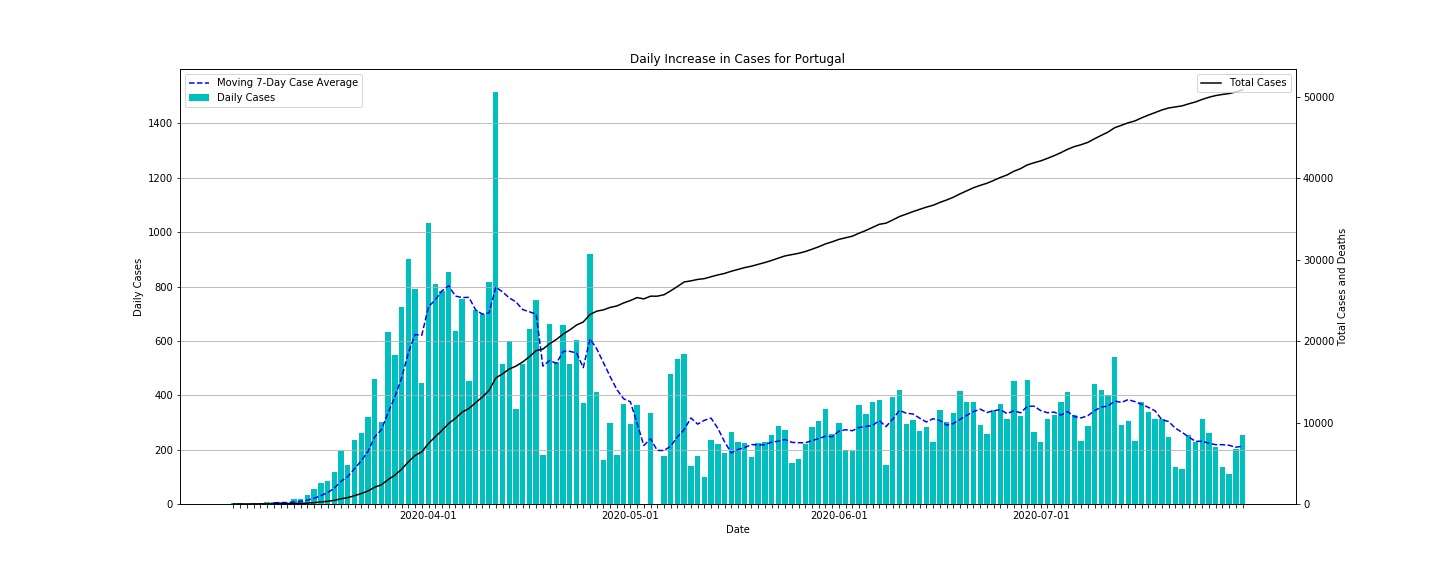 Daily Increase in Cases for Portugal
Moving 7-Day Case Average
Daily Cases
Total Cases
1400
1200
1000
800
600
400
200
0
Daily Cases
50000
40000
30000
20000
10000
0
Total Cases and Deaths
2020-04-01
2020-05-01
2020-06-01
2020-07-01
Date